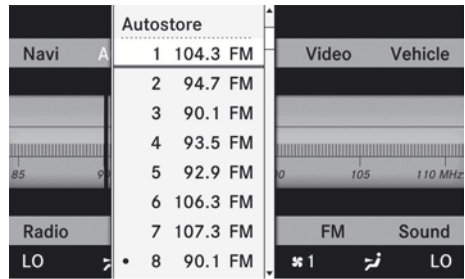 Autostore
Navi A Video Vehicle
1 104.3 FM
2 94.7 FM
3 90.1 FM
4 93.5 FM
5 92.9 FM
6 106.3 FM
7 107.3 FM
• 8 90.1 FM
85 9 0 105 110 MHz
Radio FM Sound
LO 1 LO